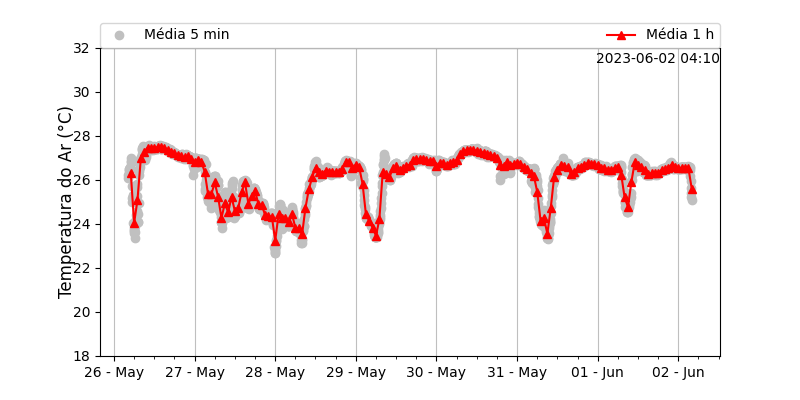 Média 5 min
Média 1 h
2023-06-02 04:10
Temperatura do Ar (°C)
32
30
28
26
24
22
20
18
26 - May
27 - May
28 - May
29 - May
30 - May
31 - May
01 - Jun
02 - Jun